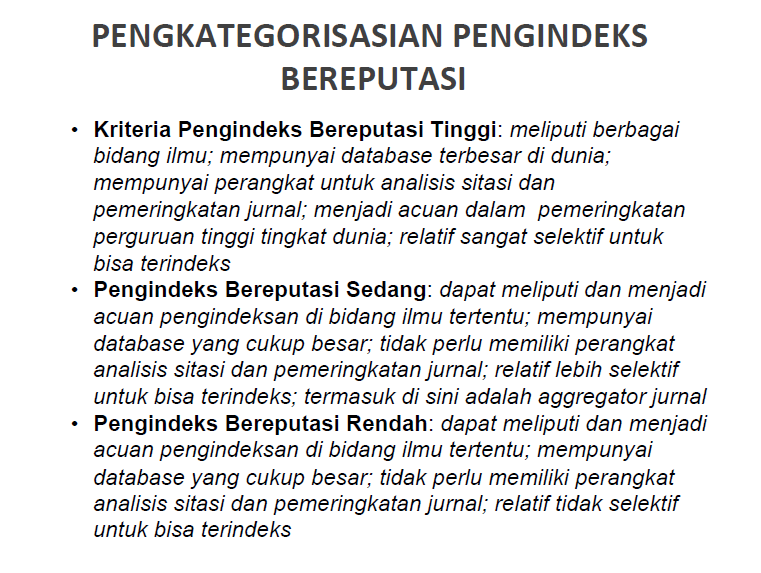 PENGKATEGORISASIAN PENGINDEKS
BEREPUTASI
• Kriteria Pengindeks Bereputasi Tinggi: meliputi berbagai
bidang ilmu; mempunyai database terbesar di dunia;
mempunyai perangkat untuk analisis sitasi dan
pemeringkatan jurnal; menjadi acuan dalam pemeringkatan
perguruan tinggi tingkat dunia; relatif sangat selektif untuk
bisa terindeks
• Pengindeks Bereputasi Sedang: dapat meliputi dan menjadi
acuan pengindeksan di bidang ilmu tertentu; mempunyai
database yang cukup besar; tidak perlu memiliki perangkat
analisis sitasi dan pemeringkatan jurnal; relatif lebih selektif
untuk bisa terindeks; termasuk di sini adalah aggregator jurnal
• Pengindeks Bereputasi Rendah: dapat meliputi dan menjadi
acuan pengindeksan di bidang ilmu tertentu; mempunyai
database yang cukup besar; tidak perlu memiliki perangkat
analisis sitasi dan pemeringkatan jurnal; relatif tidak selektif
untuk bisa terindeks